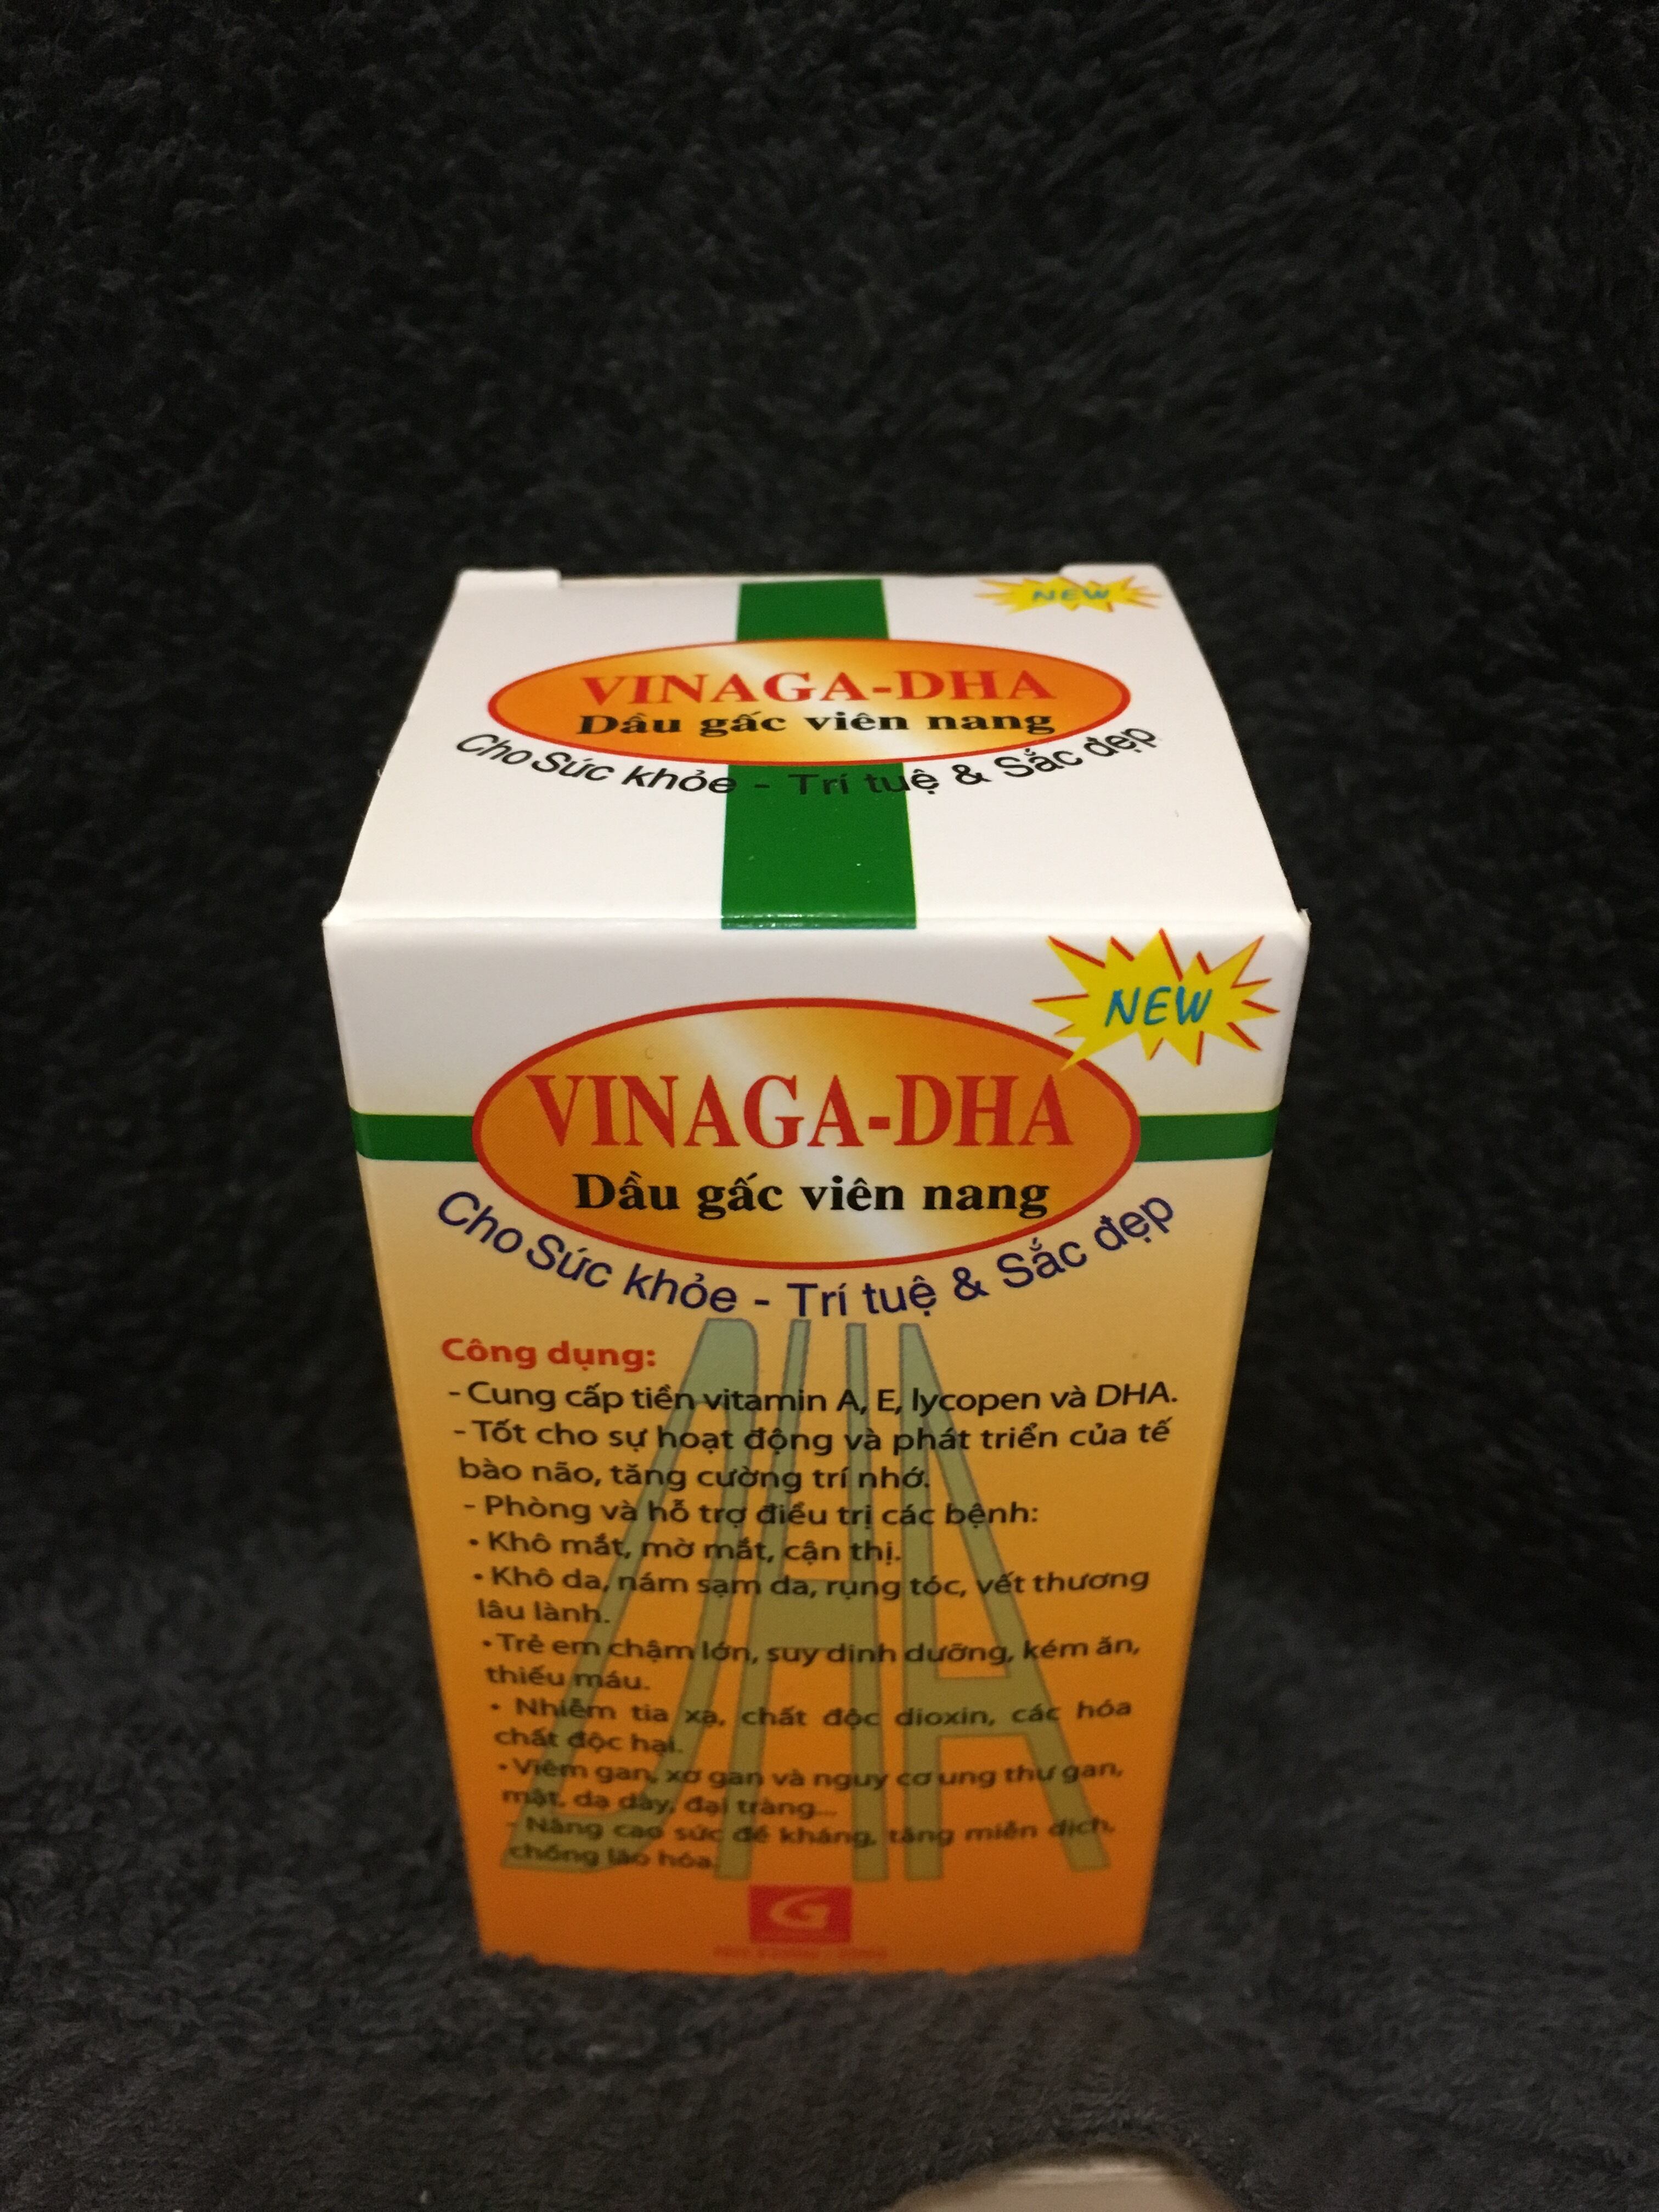 NEW
VINAGA-DHA
Dầu gấc viên nang
Cho Sức khỏe - Trí tuệ & Sắc đẹp
NEW
VINAGA-DHA
Dầu gấc viên nang
Cho Sức khỏe - Trí tuệ & Sắc đẹp
DHA
Công dụng:
- Cung cấp tiền vitamin A, E, lycopen và DHA.
- Tốt cho sự hoạt động và phát triển của tế
bào não, tăng cường trí nhớ.
- Phòng và hỗ trợ điều trị các bệnh:
• Khô mắt, mờ mắt, cận thị.
• Khô da, nám sạm da, rụng tóc, vết thương
lâu lành.
• Trẻ em chậm lớn, suy dinh dưỡng, kém ăn,
thiếu máu.
• Nhiễm tia xạ, chất độc dioxin, các hóa
chất độc hại.
• Viêm gan, xơ gan và nguy cơ ung thư gan,
mật, dạ dày, đại tràng...
- Nâng cao sức đề kháng, tăng miễn dịch,
chống lão hóa.
G